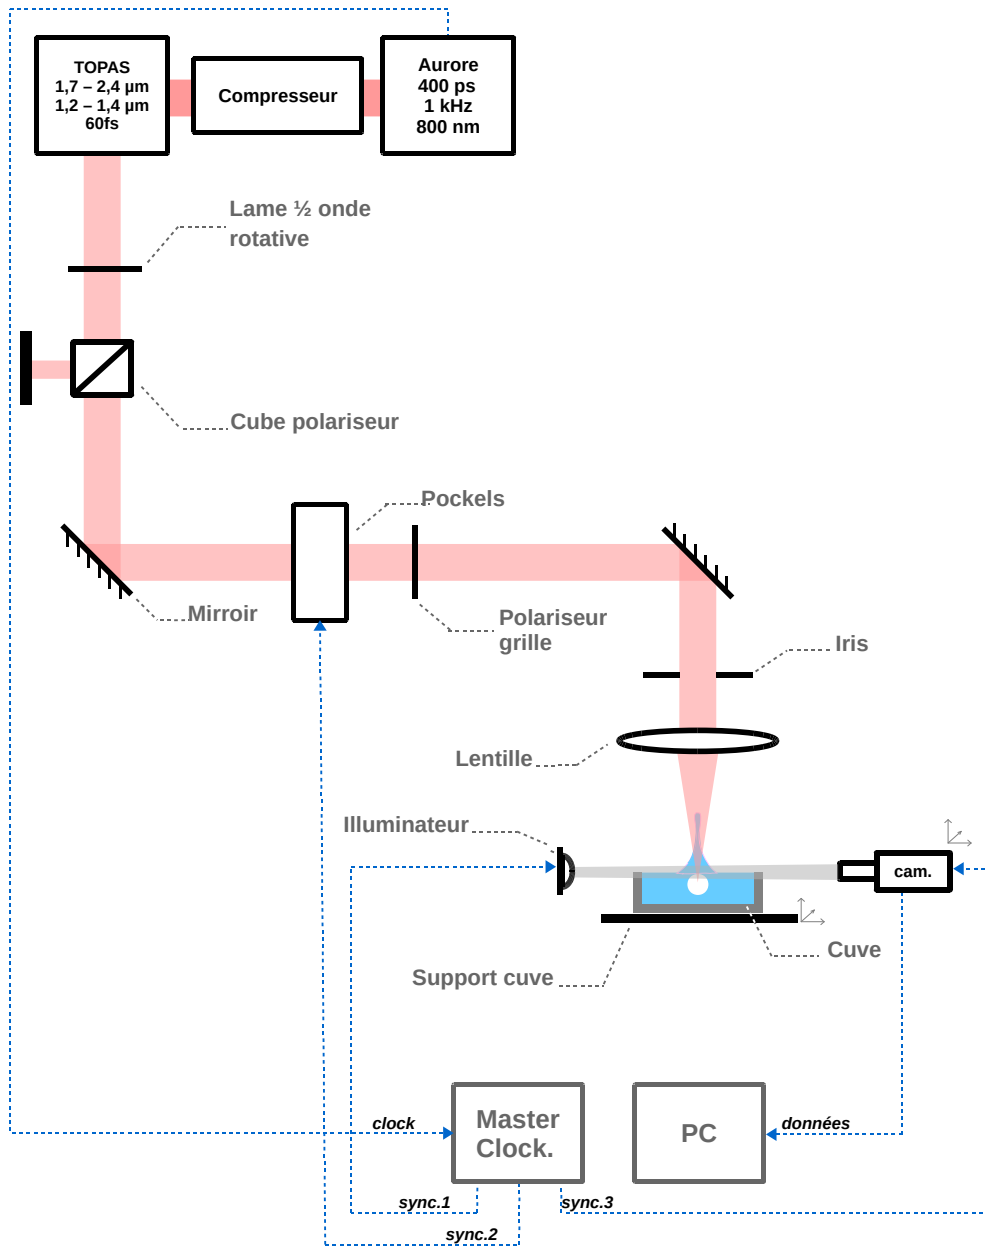 TOPAS
1,7 – 2,4 µm
1,2 – 1,4 µm
60fs
Compresseur
Aurore
400 ps
1 kHz
800 nm
Lame ½ onde
rotative
Cube polariseur
Pockels
Mirroir
Polariseur
grille
Iris
Lentille
Illuminateur
cam.
Cuve
Support cuve
clock
Master
Clock.
PC
données
sync.1
sync.3
sync.2